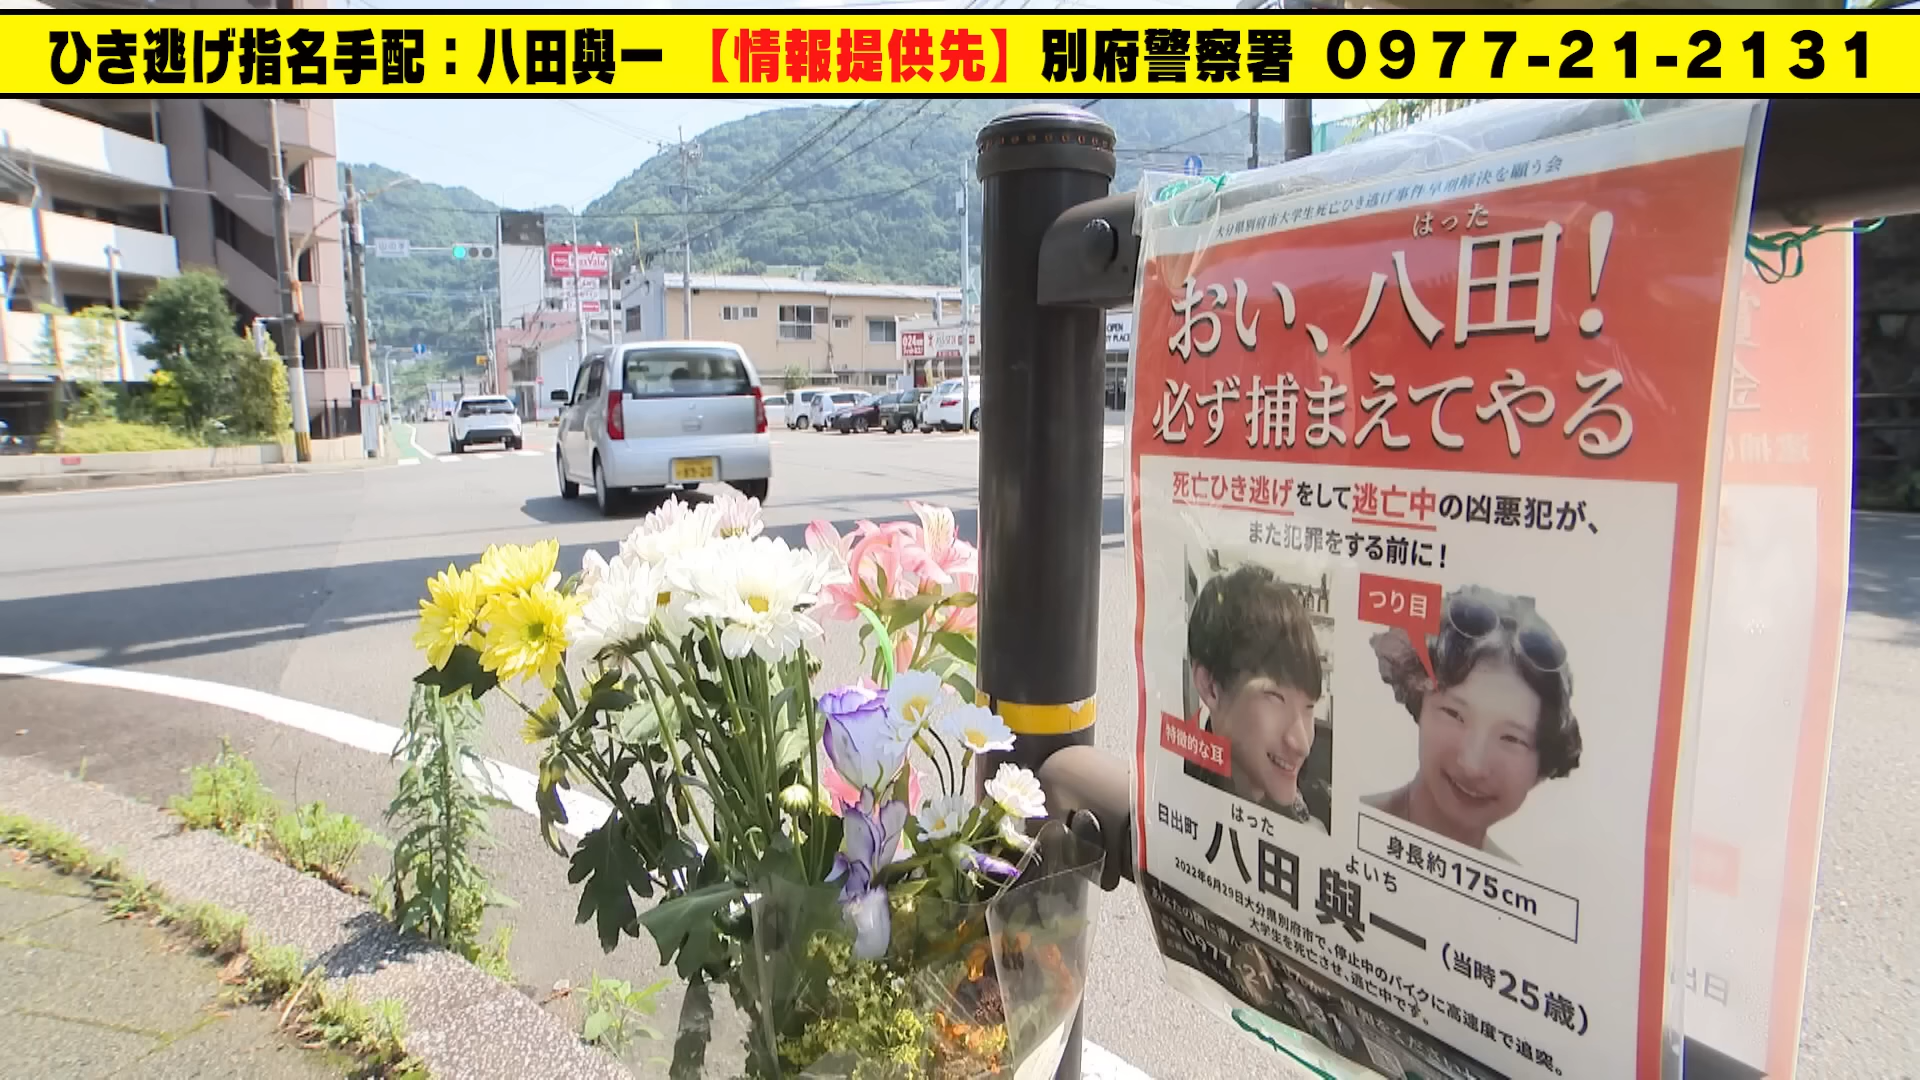 ひき逃げ指名手配：八田與一 【情報提供先】別府警察署 0977-21-2131
大分県別府市大学生死亡ひき逃げ事件早期解決を願う会
はった
おい、八田！
必ず捕まえてやる
死亡ひき逃げをして逃亡中の凶悪犯が、
また犯罪をする前に！
つり目
特徴的な耳
身長約175cm
はった
よいち
日出町 八田 與一 (当時25歳)
2022年6月29日大分県別府市で、停止中のバイクに高速度で追突。
大学生を死亡させ、逃亡中です。
0977-21-2131
OPEN